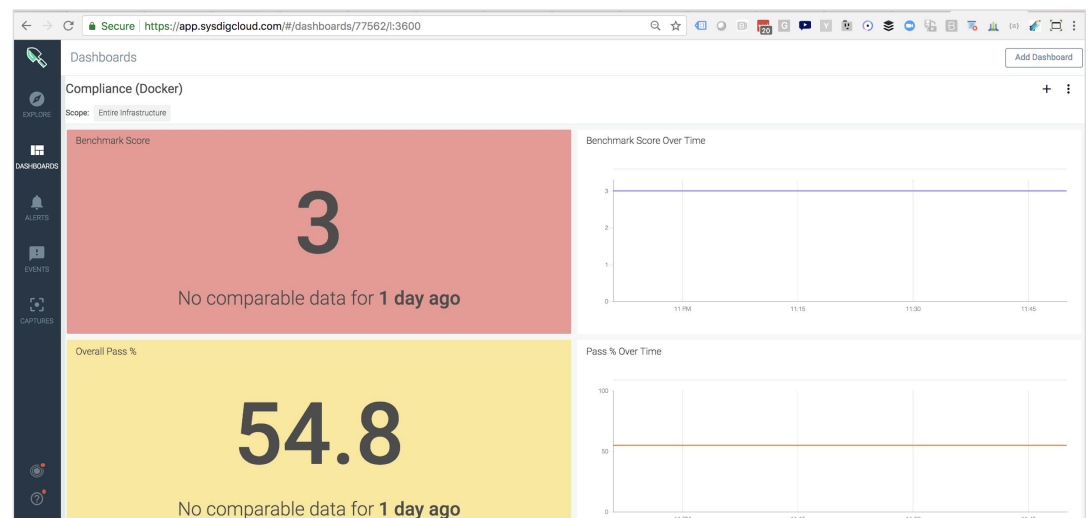 Secure | https://app.sysdigcloud.com/#/dashboards/77562/l:3600
20
Dashboards
Add Dashboard
EXPLORE
DASHBOARDS
ALERTS
EVENTS
CAPTURES
Compliance (Docker)
Scope: Entire Infrastructure
Benchmark Score
3
No comparable data for 1 day ago
Benchmark Score Over Time
3
2
1
0
11 PM 11:15 11:30 11:45
Overall Pass %
54.8
No comparable data for 1 day ago
Pass % Over Time
100
50
0